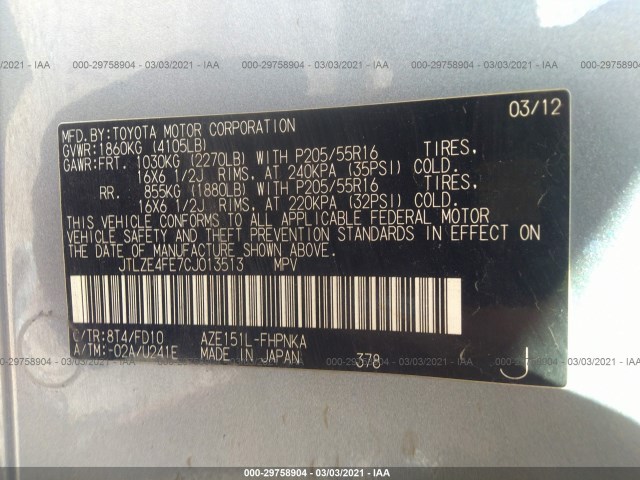 000-29758904 - 03/03/2021 - IAA
03/12
MFD.BY:TOYOTA MOTOR CORPORATION
GVWR:1860KG (4105LB)
GAWR:FRT. 1030KG (2270LB) WITH P205/55R16 TIRES.
16X6 1/2J RIMS. AT 240KPA (35PSI) COLD.
RR. 855KG (1880LB) WITH P205/55R16 TIRES.
16X6 1/2J RIMS. AT 220KPA (32PSI) COLD.
THIS VEHICLE CONFORMS TO ALL APPLICABLE FEDERAL MOTOR
VEHICLE SAFETY AND THEFT PREVENTION STANDARDS IN EFFECT ON
THE DATE OF MANUFACTURE SHOWN ABOVE.
JTLZE4FE7CJ013513 MPV
C/TR:8T4/FD10 AZE151L-FHPNKA
A/TM:-02A/U241E MADE IN JAPAN 378 J
000-29758904 - 03/03/2021 - IAA